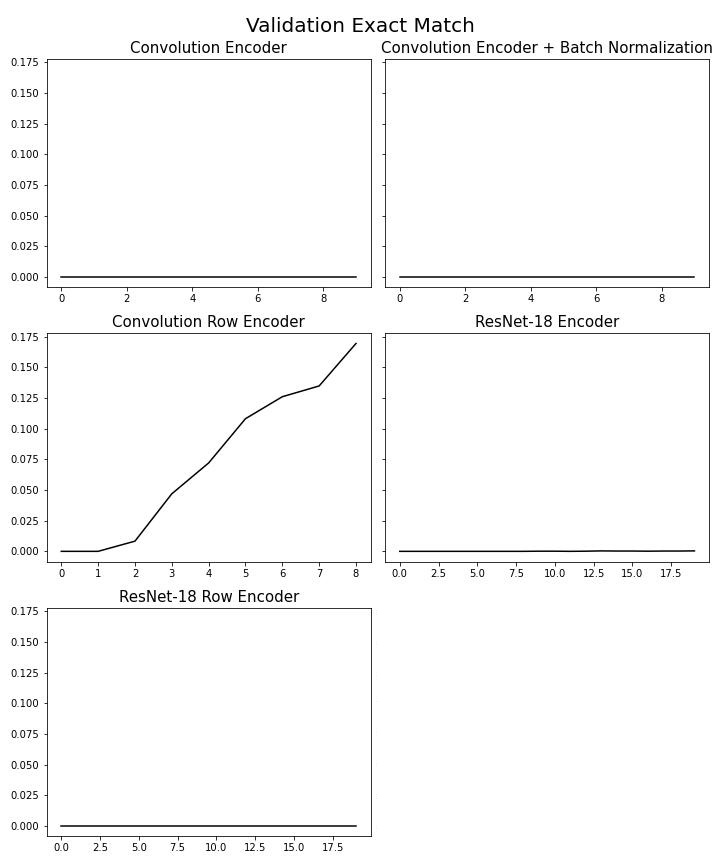 Validation Exact Match
Convolution Encoder
Convolution Encoder + Batch Normalization
0.175
0.150
0.125
0.100
0.075
0.050
0.025
0.000
0 2 4 6 8
0 2 4 6 8
Convolution Row Encoder
ResNet-18 Encoder
0.175
0.150
0.125
0.100
0.075
0.050
0.025
0.000
0 1 2 3 4 5 6 7 8
0.0 2.5 5.0 7.5 10.0 12.5 15.0 17.5
ResNet-18 Row Encoder
0.175
0.150
0.125
0.100
0.075
0.050
0.025
0.000
0.0 2.5 5.0 7.5 10.0 12.5 15.0 17.5